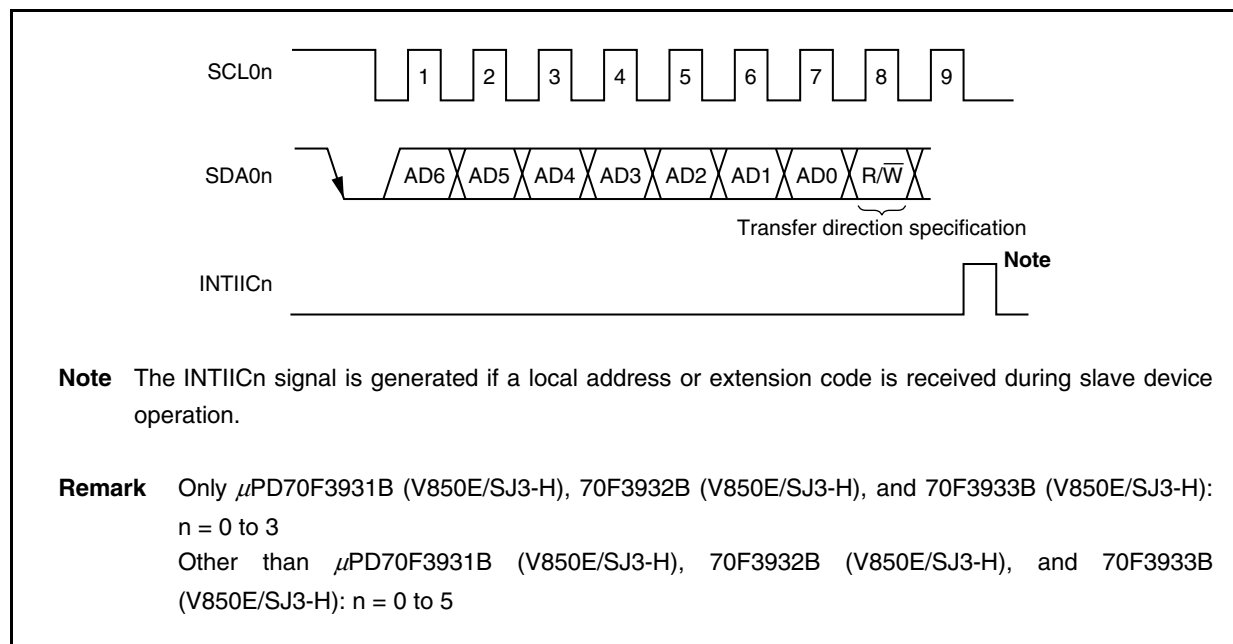 SCL0n 1 2 3 4 5 6 7 8 9
SDA0n AD6 AD5 AD4 AD3 AD2 AD1 AD0 R/W̅
Transfer direction specification
INTIICn Note
Note The INTIICn signal is generated if a local address or extension code is received during slave device
operation.
Remark Only μPD70F3931B (V850E/SJ3-H), 70F3932B (V850E/SJ3-H), and 70F3933B (V850E/SJ3-H):
n = 0 to 3
Other than μPD70F3931B (V850E/SJ3-H), 70F3932B (V850E/SJ3-H), and 70F3933B
(V850E/SJ3-H): n = 0 to 5